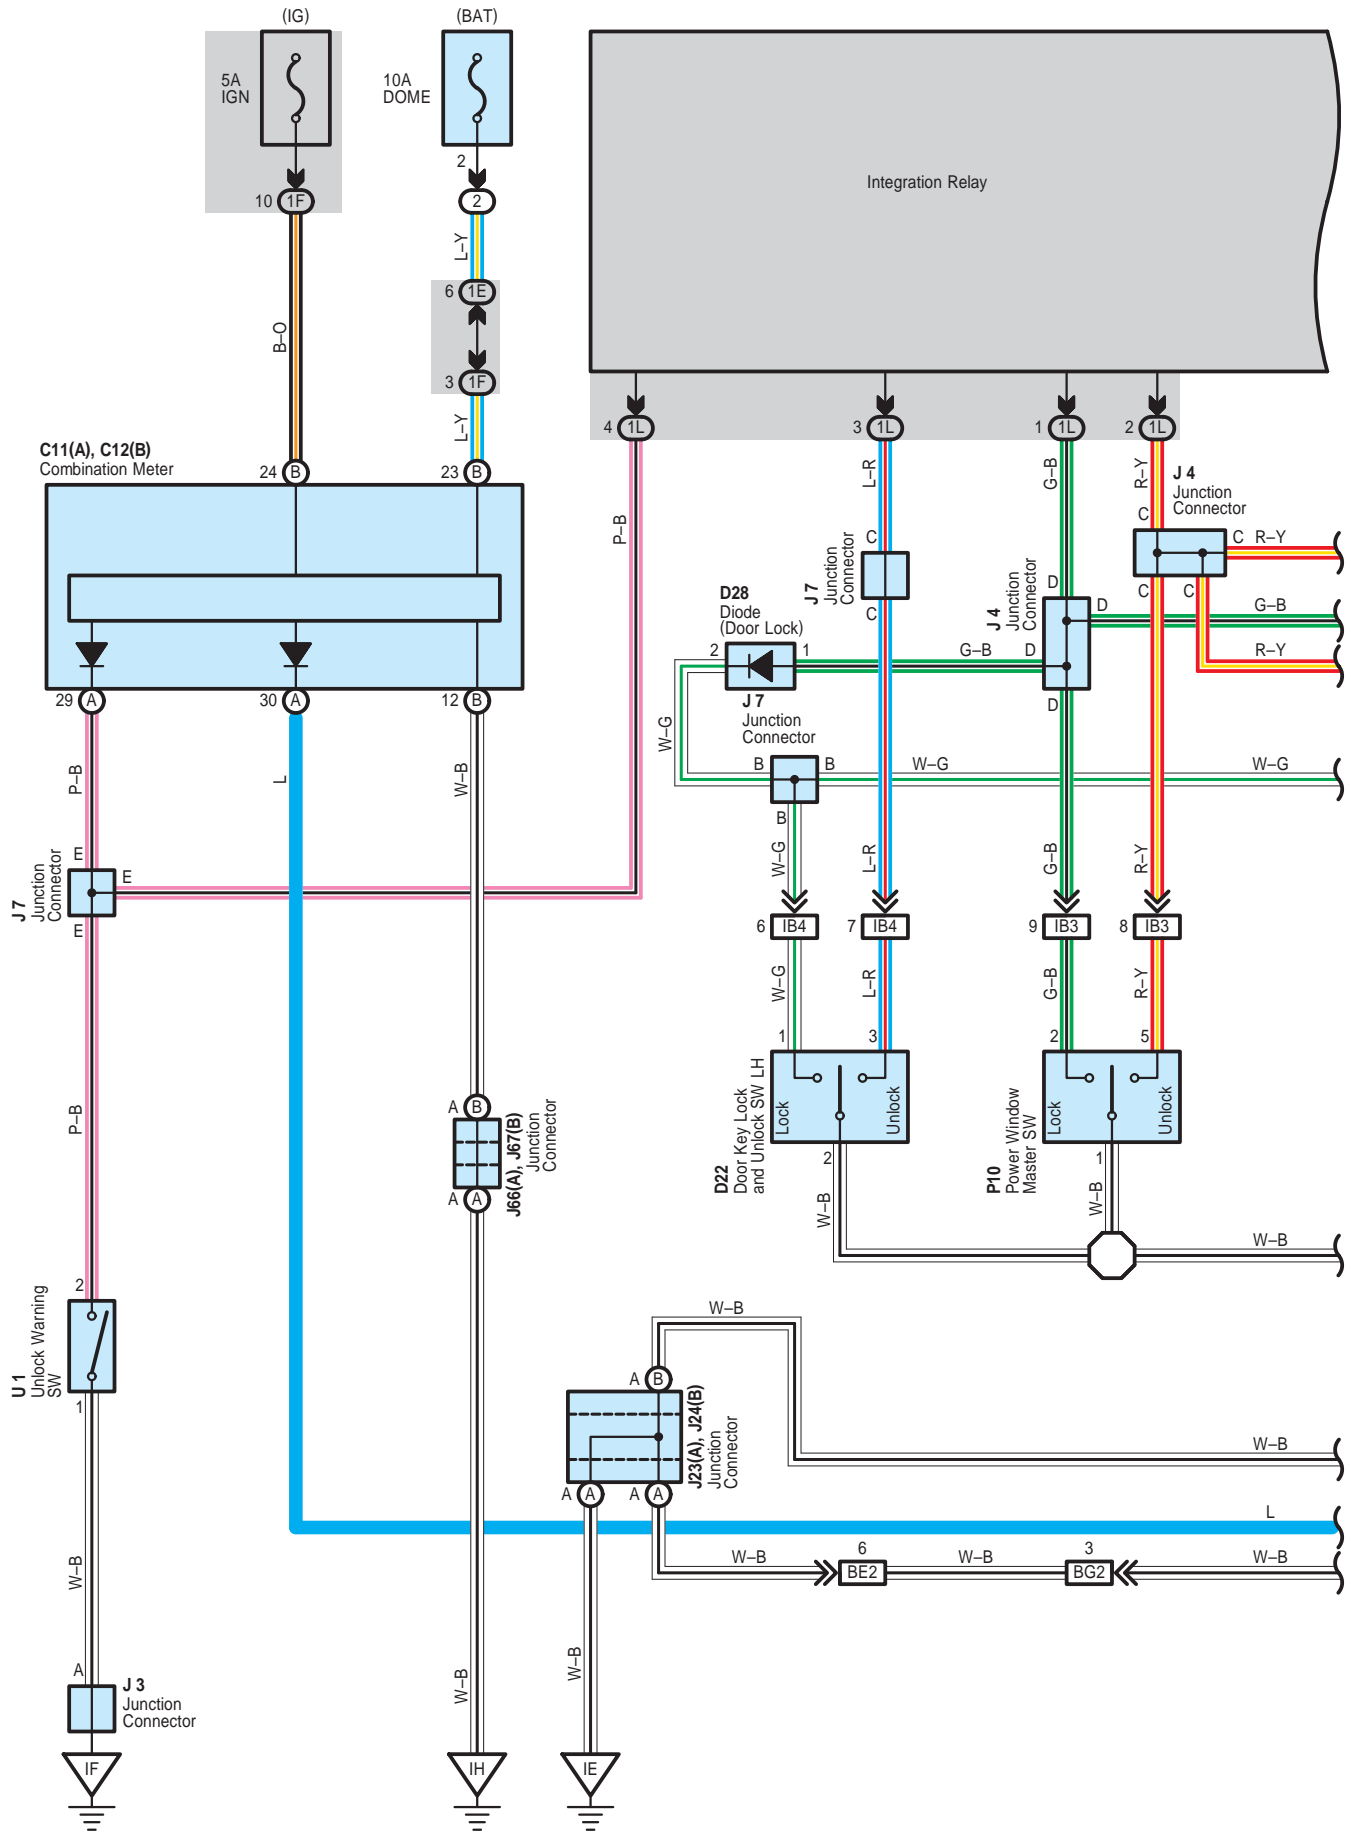 (IG)
(BAT)
5A
IGN
10A
DOME
2
10 1F
2
L–Y
6 1E
B–O
3 1F
L–Y
Integration Relay
4 1L
3 1L
1 1L
2 1L
C11(A), C12(B)
Combination Meter
24 B
23 B
P–B
L–R
G–B
R–Y
J 4
Junction
Connector
C
C
C R–Y
C
C
J 7
Junction
Connector
C
C
D28
Diode
(Door Lock)
2
1
J 4
Junction
Connector
D
D
G–B
G–B
D
D
R–Y
29 A
30 A
12 B
P–B
L
W–B
W–G
J 7
Junction
Connector
B
B
W–G
W–G
B
W–G
L–R
G–B
R–Y
J 7
Junction
Connector
E
E
E
6 IB4
7 IB4
9 IB3
8 IB3
W–G
L–R
G–B
R–Y
1
3
2
5
Lock
Unlock
Lock
Unlock
D22
Door Key Lock
and Unlock SW LH
P10
Power Window
Master SW
2
1
W–B
W–B
W–B
P–B
A B
J66(A), J67(B)
Junction
Connector
A A
2
U 1
Unlock Warning
SW
1
W–B
A B
J23(A), J24(B)
Junction
Connector
A A
A A
W–B
L
W–B
6
BE2
W–B
3
BG2
W–B
W–B
W–B
W–B
A
J 3
Junction
Connector
IF
IH
IE